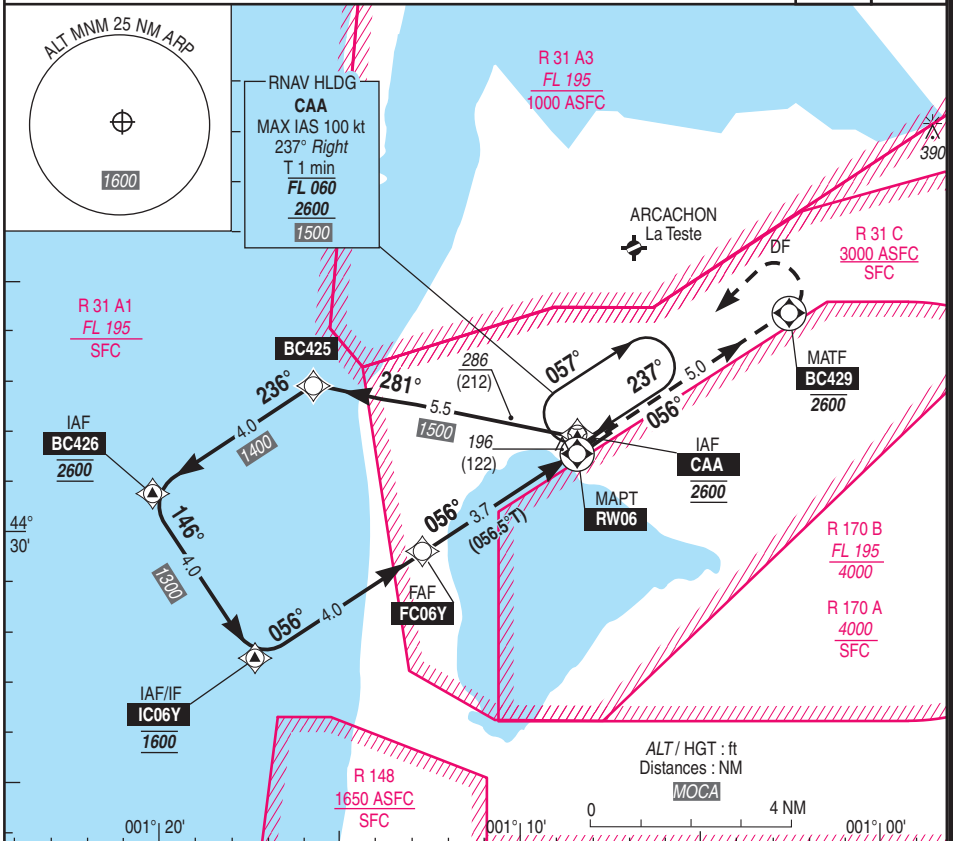 ALT MNM 25 NM ARP
1600
RNAV HLDG
CAA
MAX IAS 100 kt
237° Right
T 1 min
FL 060
2600
1500
R 31 A3
FL 195
1000 ASFC
390
ARCACHON
La Teste
DF
R 31 C
3000 ASFC
SFC
R 31 A1
FL 195
SFC
BC425
236°
281°
5.5
1500
286
(212)
057°
237°
5.0
056°
MATF
BC429
2600
4.0
1400
IAF
BC426
2600
196
(122)
IAF
CAA
2600
MAPT
RW06
146°
4.0
1300
056°
3.7
(056.5°T)
44°
30'
R 170 B
FL 195
4000
FAF
FC06Y
056°
4.0
R 170 A
4000
SFC
IAF/IF
IC06Y
1600
R 148
1650 ASFC
SFC
ALT / HGT : ft
Distances : NM
MOCA
0 4 NM
001° 20'
001° 10'
001° 00'